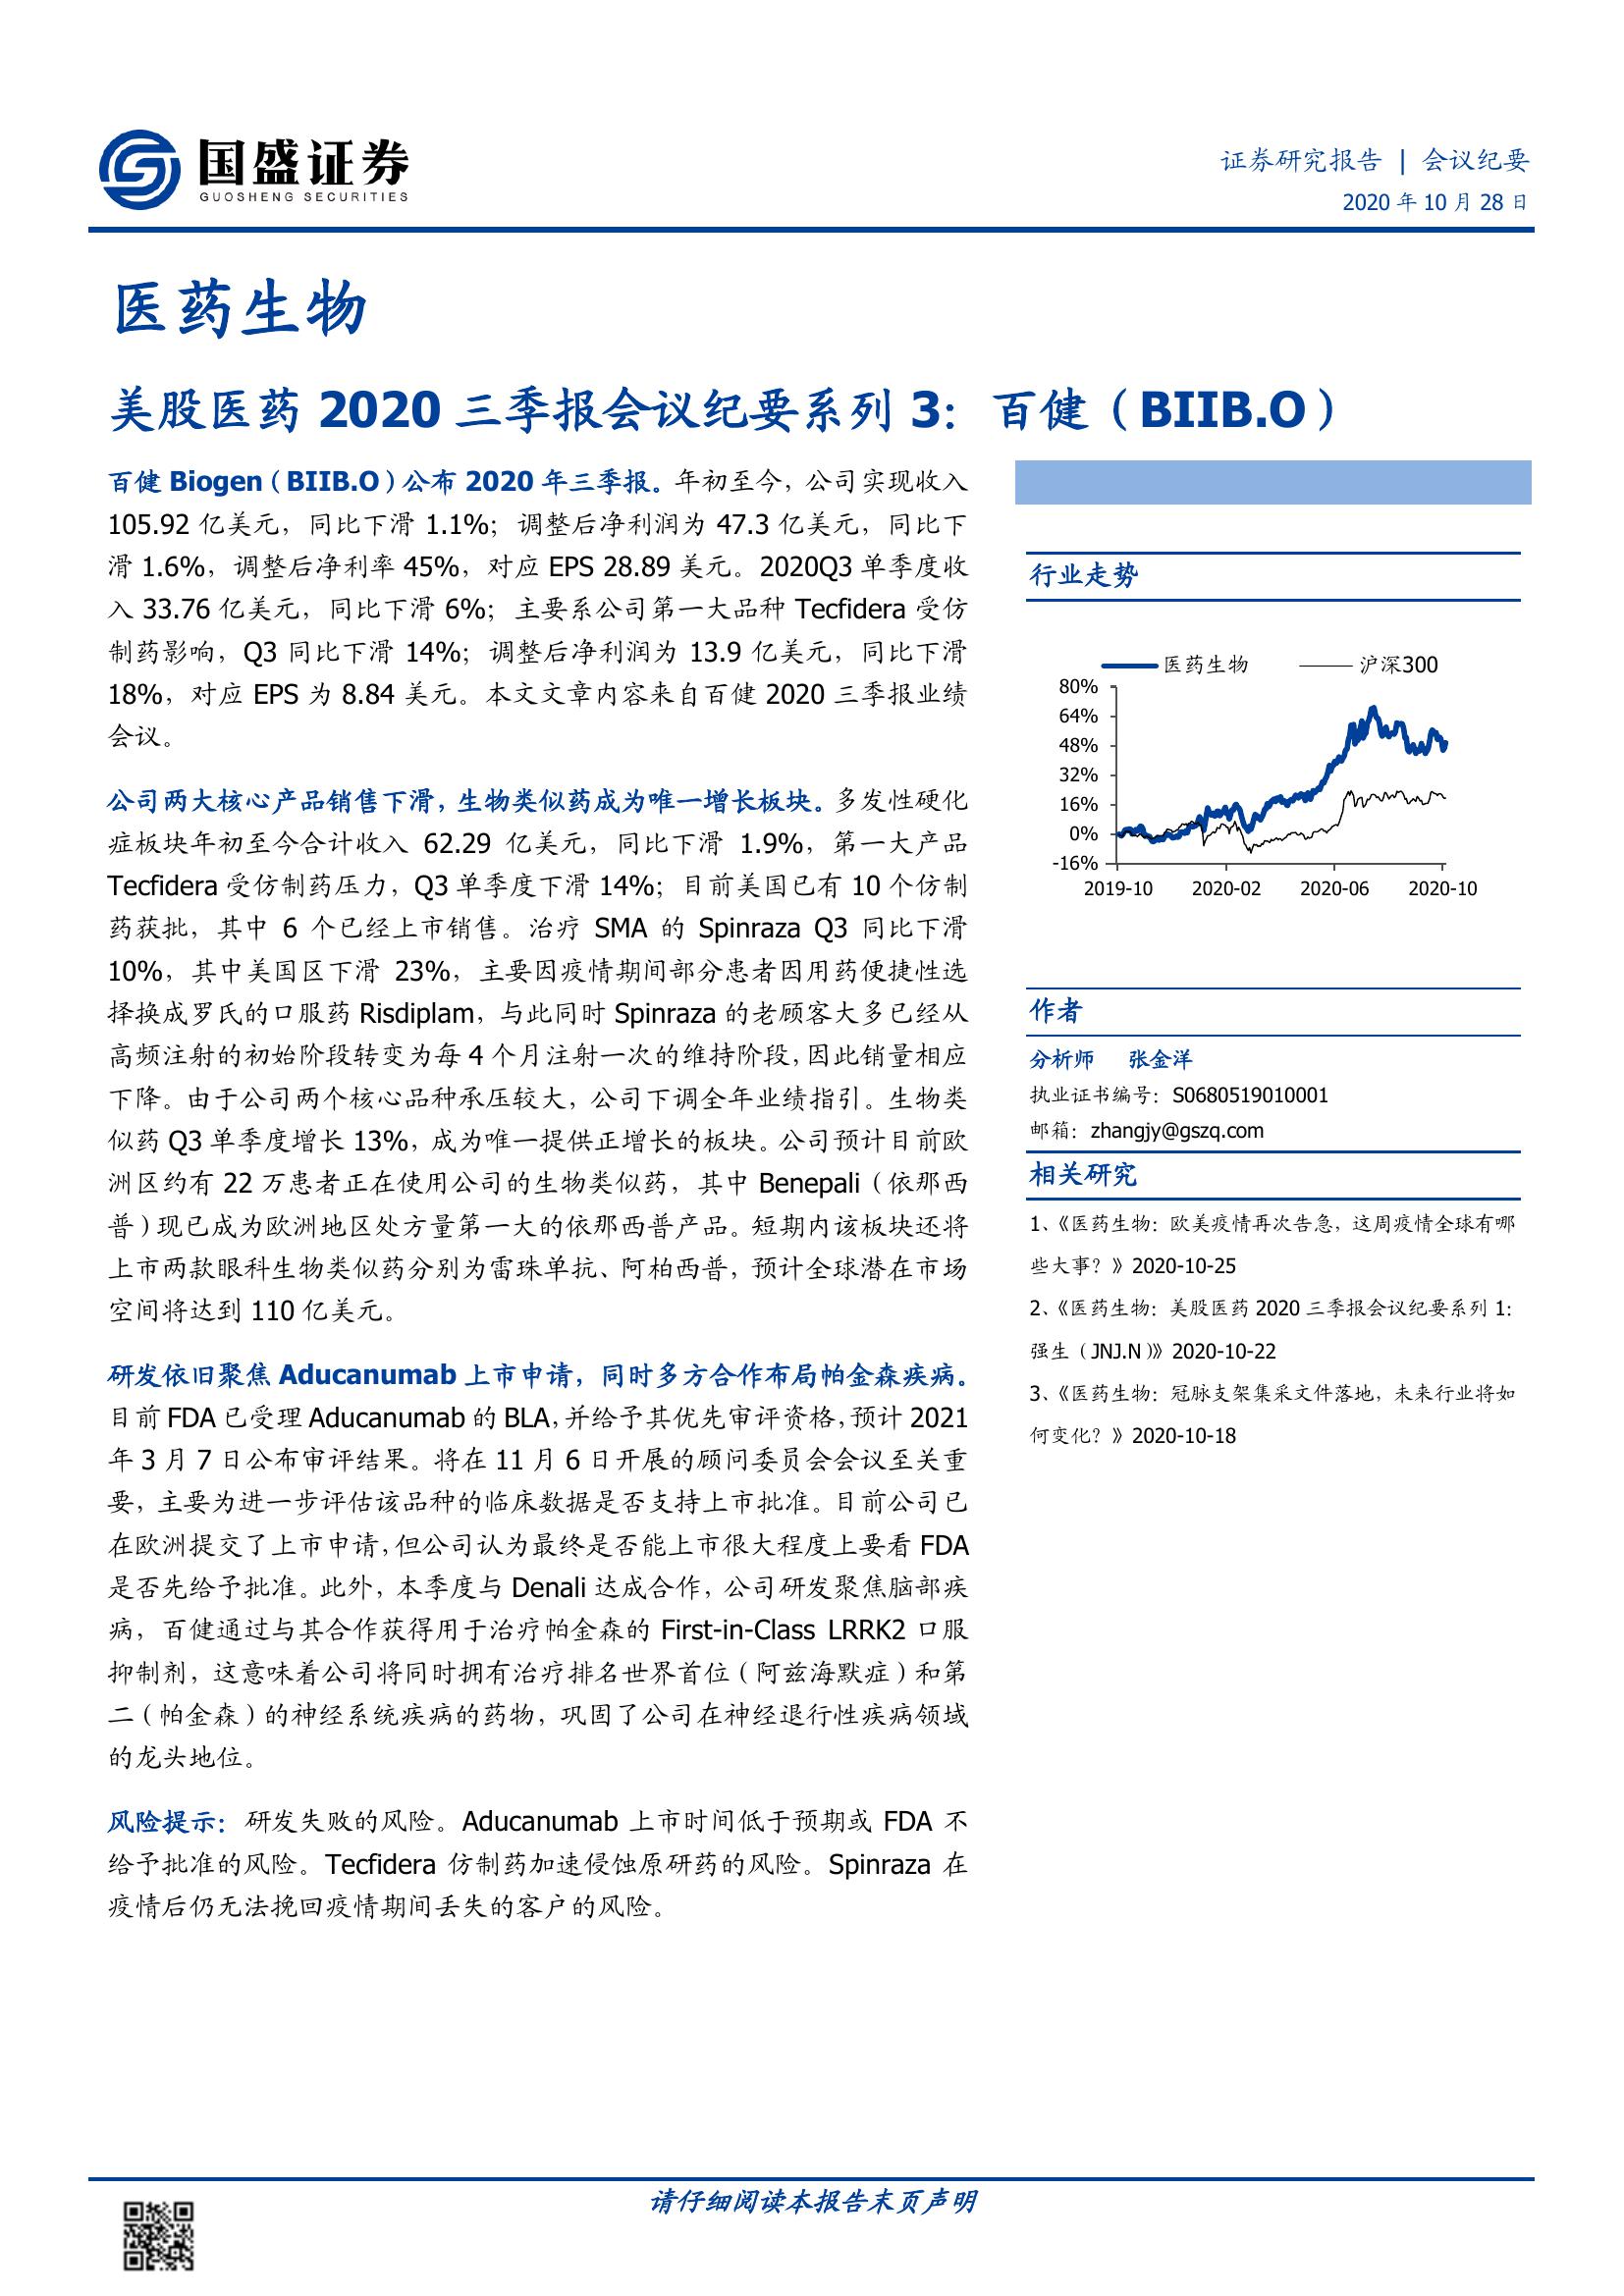 国盛证券
GUOSHENG SECURITIES
证券研究报告 | 会议纪要
2020 年 10 月 28 日
医药生物
美股医药 2020 三季报会议纪要系列 3：百健（BIIB.O）
百健 Biogen（BIIB.O）公布 2020 年三季报。年初至今，公司实现收入
105.92 亿美元，同比下滑 1.1%；调整后净利润为 47.3 亿美元，同比下
滑 1.6%，调整后净利率 45%，对应 EPS 28.89 美元。2020Q3 单季度收
入 33.76 亿美元，同比下滑 6%；主要系公司第一大品种 Tecfidera 受仿
制药影响，Q3 同比下滑 14%；调整后净利润为 13.9 亿美元，同比下滑
18%，对应 EPS 为 8.84 美元。本文文章内容来自百健 2020 三季报业绩
会议。
公司两大核心产品销售下滑，生物类似药成为唯一增长板块。多发性硬化
症板块年初至今合计收入 62.29 亿美元，同比下滑 1.9%，第一大产品
Tecfidera 受仿制药压力，Q3 单季度下滑 14%；目前美国已有 10 个仿制
药获批，其中 6 个已经上市销售。治疗 SMA 的 Spinraza Q3 同比下滑
10%，其中美国区下滑 23%，主要因疫情期间部分患者因用药便捷性选
择换成罗氏的口服药 Risdiplam，与此同时 Spinraza 的老顾客大多已经从
高频注射的初始阶段转变为每 4 个月注射一次的维持阶段，因此销量相应
下降。由于公司两个核心品种承压较大，公司下调全年业绩指引。生物类
似药 Q3 单季度增长 13%，成为唯一提供正增长的板块。公司预计目前欧
洲区约有 22 万患者正在使用公司的生物类似药，其中 Benepali（依那西
普）现已成为欧洲地区处方量第一大的依那西普产品。短期内该板块还将
上市两款眼科生物类似药分别为雷珠单抗、阿柏西普，预计全球潜在市场
空间将达到 110 亿美元。
研发依旧聚焦 Aducanumab 上市申请，同时多方合作布局帕金森疾病。
目前 FDA 已受理 Aducanumab 的 BLA，并给予其优先审评资格，预计 2021
年 3 月 7 日公布审评结果。将在 11 月 6 日开展的顾问委员会会议至关重
要，主要为进一步评估该品种的临床数据是否支持上市批准。目前公司已
在欧洲提交了上市申请，但公司认为最终是否能上市很大程度上要看 FDA
是否先给予批准。此外，本季度与 Denali 达成合作，公司研发聚焦脑部疾
病，百健通过与其合作获得用于治疗帕金森的 First-in-Class LRRK2 口服
抑制剂，这意味着公司将同时拥有治疗排名世界首位（阿兹海默症）和第
二（帕金森）的神经系统疾病的药物，巩固了公司在神经退行性疾病领域
的龙头地位。
风险提示：研发失败的风险。Aducanumab 上市时间低于预期或 FDA 不
给予批准的风险。Tecfidera 仿制药加速侵蚀原研药的风险。Spinraza 在
疫情后仍无法挽回疫情期间丢失的客户的风险。
行业走势
医药生物 沪深300
80%
64%
48%
32%
16%
0%
-16%
2019-10 2020-02 2020-06 2020-10
作者
分析师 张金洋
执业证书编号：S0680519010001
邮箱：zhangjy@gszq.com
相关研究
1、《医药生物：欧美疫情再次告急，这周疫情全球有哪
些大事？》2020-10-25
2、《医药生物：美股医药 2020 三季报会议纪要系列 1：
强生（JNJ.N）》2020-10-22
3、《医药生物：冠脉支架集采文件落地，未来行业将如
何变化？》2020-10-18
请仔细阅读本报告末页声明